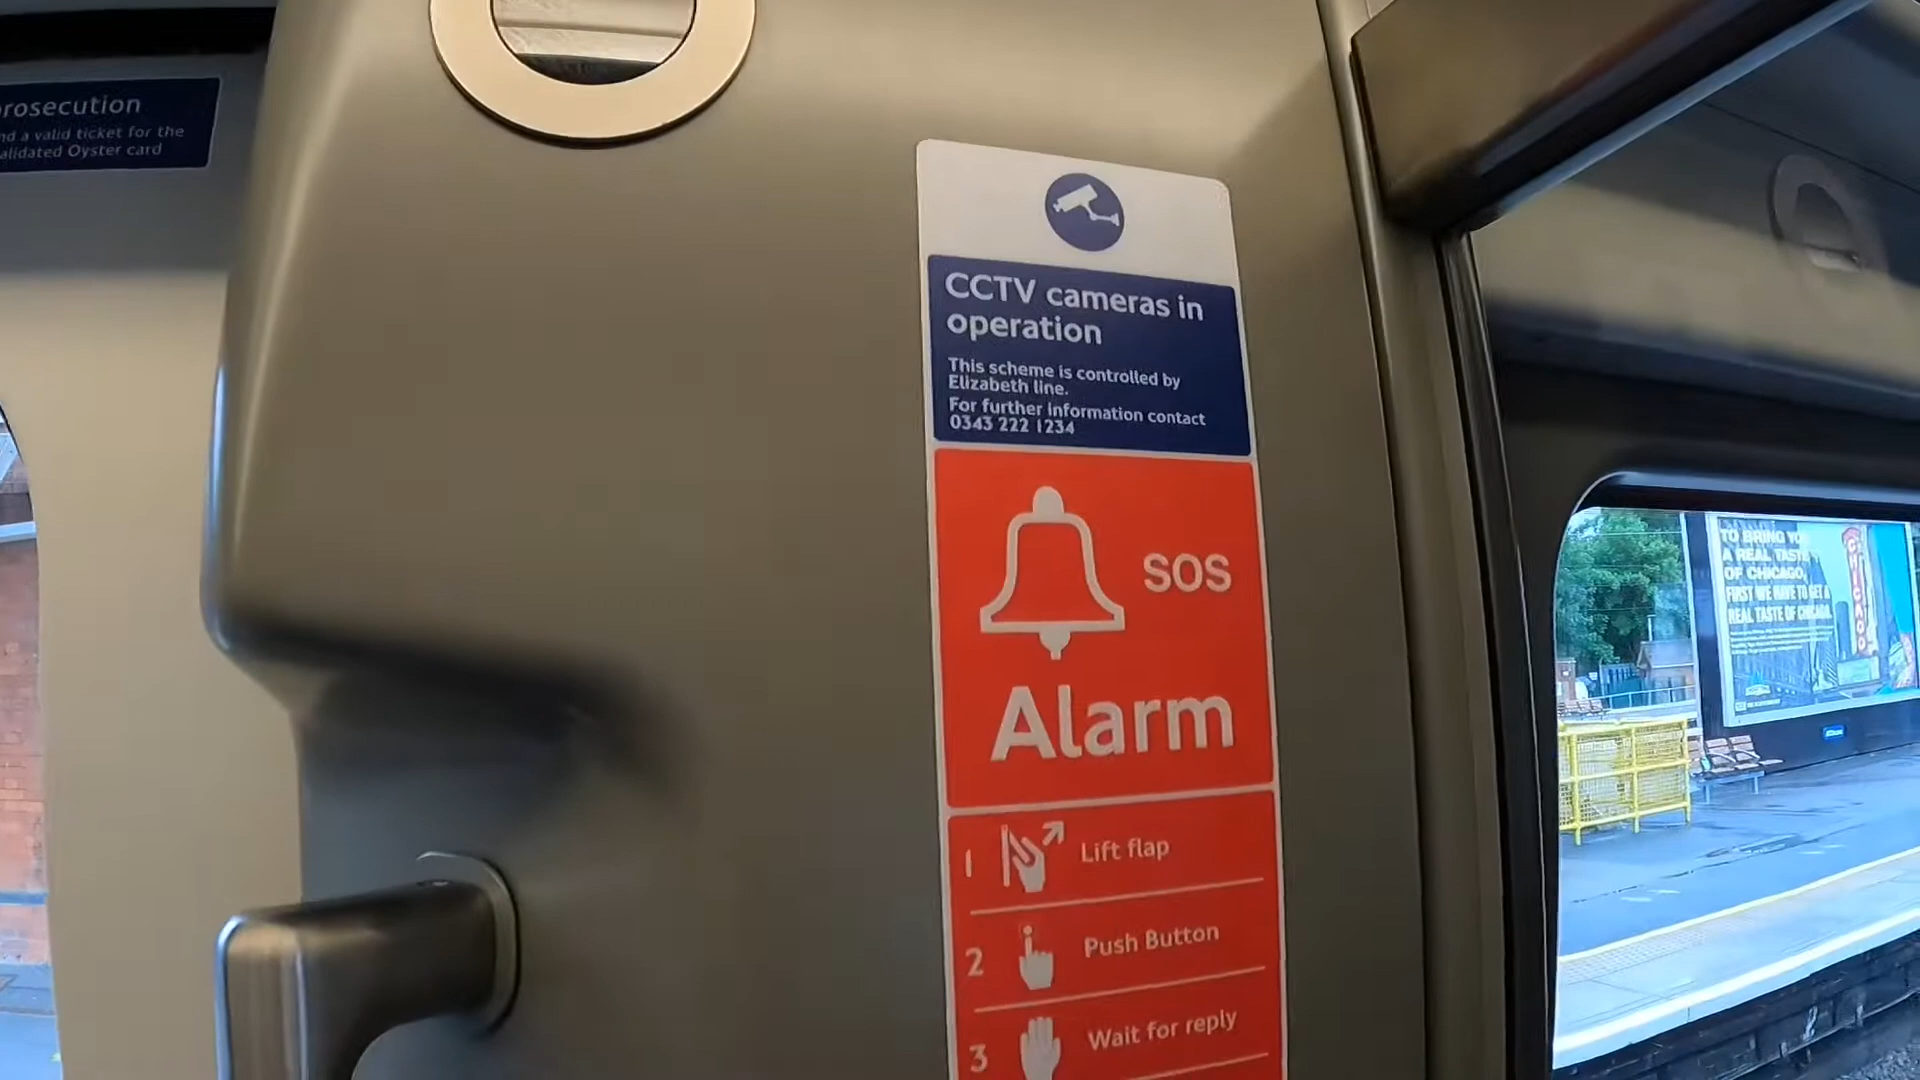 rosecution
nd a valid ticket for the
alidated Oyster card
CCTV cameras in
operation
This scheme is controlled by
Elizabeth line.
For further information contact
0343 222 1234
SOS
Alarm
1 Lift flap
2 Push Button
3 Wait for reply
TO BRING YO
A REAL TASTE
OF CHICAGO,
FIRST WE HAVE TO GET A
REAL TASTE OF CHICAGO.
CHICAGO